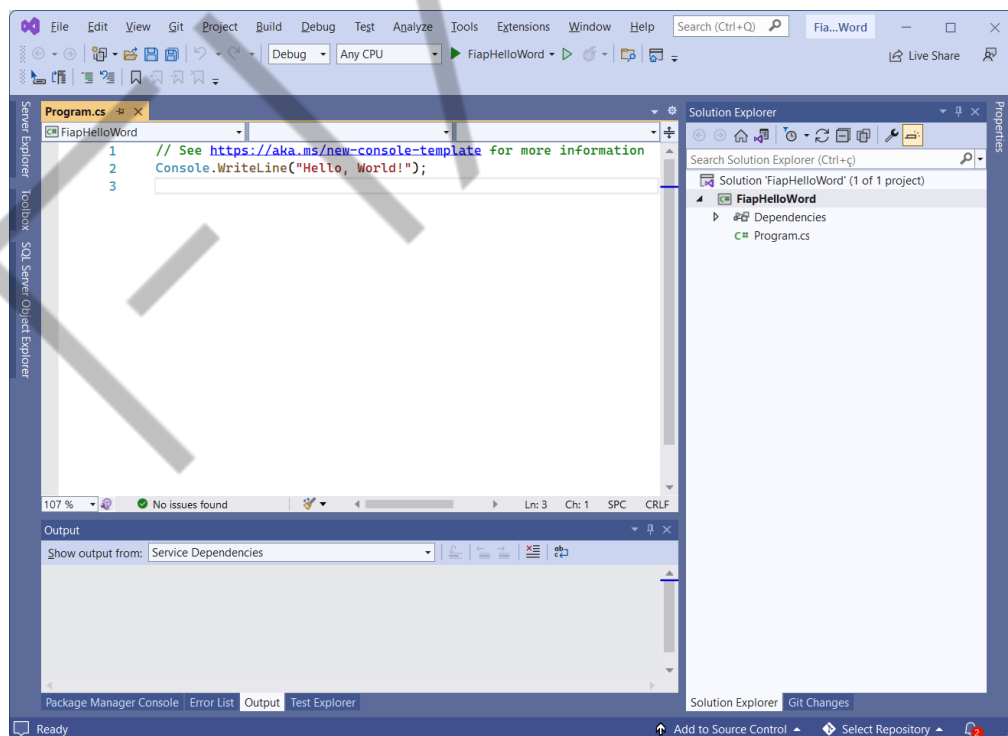 File Edit View Git Project Build Debug Test Analyze Tools Extensions Window Help Search (Ctrl+Q) Fia...Word
Debug Any CPU FiapHelloWord Live Share
Server Explorer
Toolbox
SQL Server Object Explorer
Program.cs
FiapHelloWord
1 // See https://aka.ms/new-console-template for more information
2 Console.WriteLine("Hello, World!");
3
107 % No issues found Ln: 3 Ch: 1 SPC CRLF
Output
Show output from: Service Dependencies
Package Manager Console Error List Output Test Explorer
Solution Explorer
Search Solution Explorer (Ctrl+ç)
Solution 'FiapHelloWord' (1 of 1 project)
FiapHelloWord
Dependencies
C# Program.cs
Solution Explorer Git Changes
Properties
Ready Add to Source Control Select Repository 2